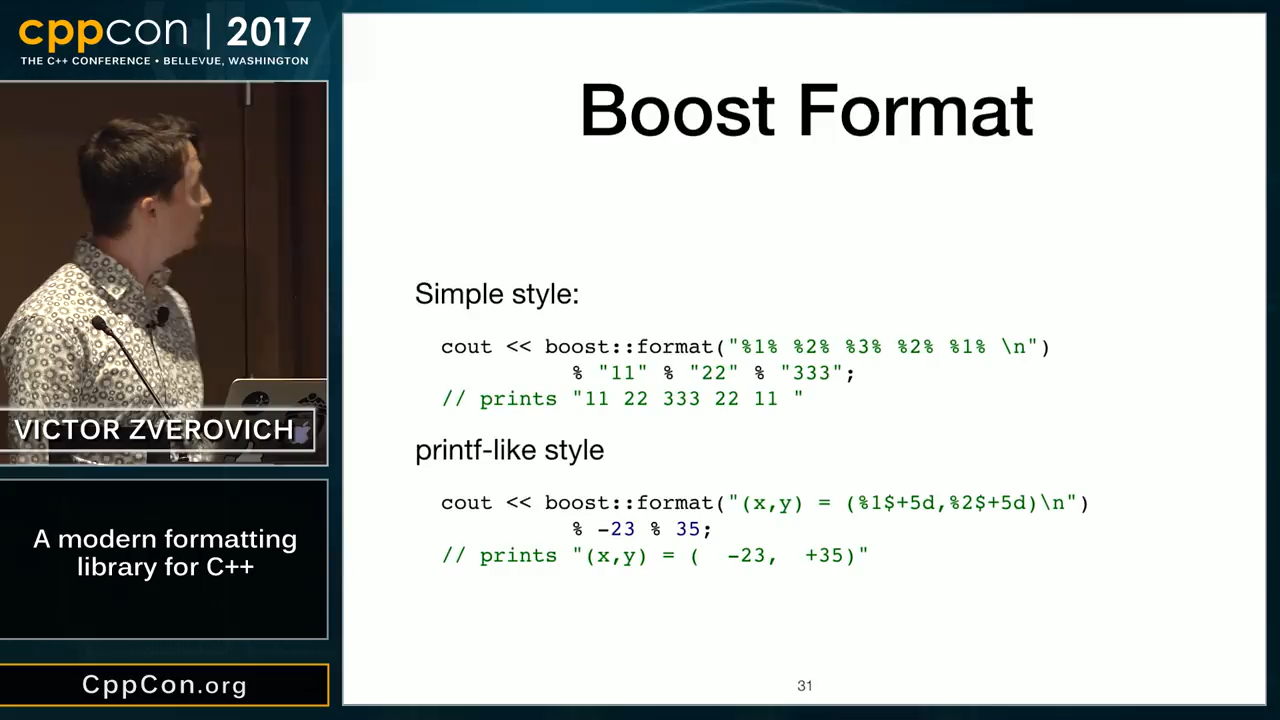 cppcon | 2017
THE C++ CONFERENCE • BELLEVUE, WASHINGTON
VICTOR ZVEROVICH
A modern formatting
library for C++
CppCon.org
Boost Format
Simple style:
cout << boost::format("%1% %2% %3% %2% %1% \n")
% "11" % "22" % "333";
// prints "11 22 333 22 11 "
printf-like style
cout << boost::format("(x,y) = (%1$+5d,%2$+5d)\n")
% -23 % 35;
// prints "(x,y) = (  -23,  +35)"
31